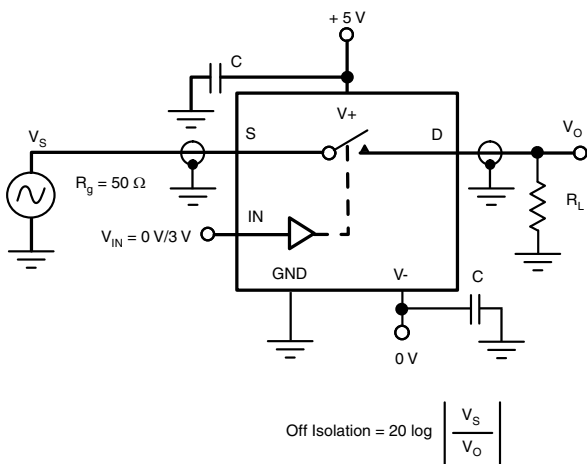 + 5 V
C
V+
V_S
S
D
V_O
R_g = 50 Ω
R_L
IN
V_IN = 0 V/3 V
GND
V-
C
0 V
Off Isolation = 20 log | V_S / V_O |